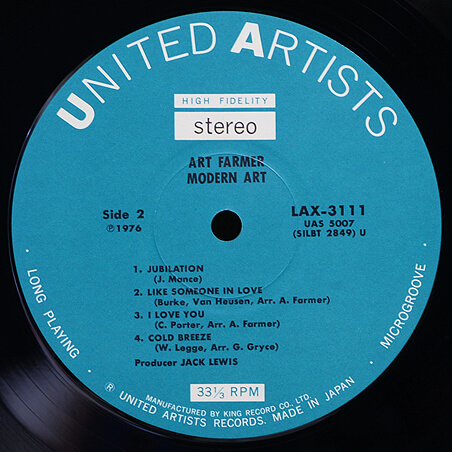 UNITED ARTISTS
HIGH FIDELITY
stereo
ART FARMER
MODERN ART
Side 2
℗ 1976
LAX-3111
UAS 5007
(SILBT 2849) U
1. JUBILATION
(J. Mance)
2. LIKE SOMEONE IN LOVE
(Burke, Van Heusen, Arr. A. Farmer)
3. I LOVE YOU
(C. Porter, Arr. A. Farmer)
4. COLD BREEZE
(W. Legge, Arr. G. Gryce)
Producer JACK LEWIS
33 1/3 RPM
· LONG PLAYING ·
· MICROGROOVE ·
MANUFACTURED BY KING RECORD CO., LTD.
® UNITED ARTISTS RECORDS. MADE IN JAPAN